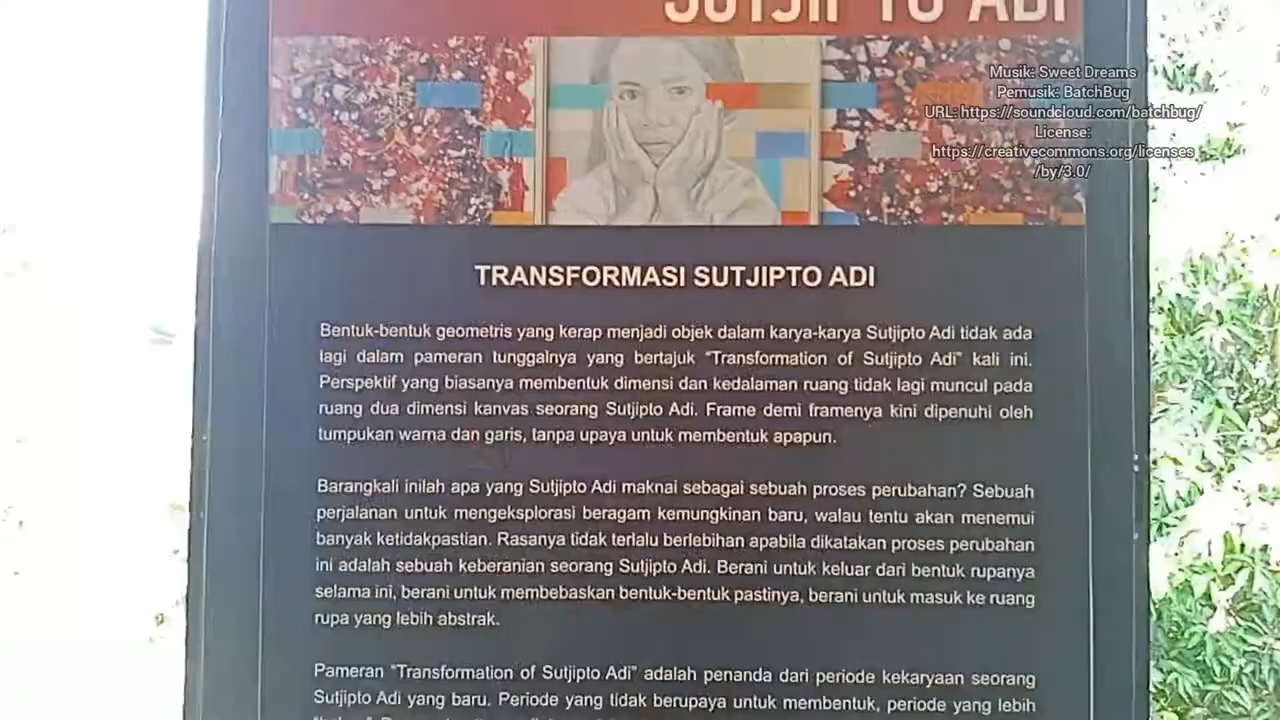 SUTJIPTO ADI
Musik: Sweet Dreams
Pemusik: BatchBug
URL: https://soundcloud.com/batchbug/
License:
https://creativecommons.org/licenses
/by/3.0/
TRANSFORMASI SUTJIPTO ADI
Bentuk-bentuk geometris yang kerap menjadi objek dalam karya-karya Sutjipto Adi tidak ada
lagi dalam pameran tunggalnya yang bertajuk "Transformation of Sutjipto Adi" kali ini.
Perspektif yang biasanya membentuk dimensi dan kedalaman ruang tidak lagi muncul pada
ruang dua dimensi kanvas seorang Sutjipto Adi. Frame demi framenya kini dipenuhi oleh
tumpukan warna dan garis, tanpa upaya untuk membentuk apapun.
Barangkali inilah apa yang Sutjipto Adi maknai sebagai sebuah proses perubahan? Sebuah
perjalanan untuk mengeksplorasi beragam kemungkinan baru, walau tentu akan menemui
banyak ketidakpastian. Rasanya tidak terlalu berlebihan apabila dikatakan proses perubahan
ini adalah sebuah keberanian seorang Sutjipto Adi. Berani untuk keluar dari bentuk rupanya
selama ini, berani untuk membebaskan bentuk-bentuk pastinya, berani untuk masuk ke ruang
rupa yang lebih abstrak.
Pameran "Transformation of Sutjipto Adi" adalah penanda dari periode kekaryaan seorang
Sutjipto Adi yang baru. Periode yang tidak berupaya untuk membentuk, periode yang lebih